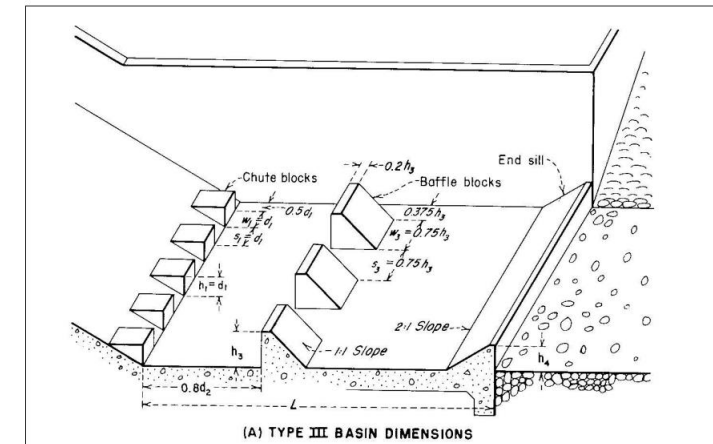 0.2h₃
End sill
Chute blocks
Baffle blocks
0.5d₁
w₁ = d₁
s₁ = d₁
h₁ = d₁
0.375h₃
w₃ = 0.75h₃
s₃ = 0.75h₃
2:1 Slope
1:1 Slope
h₃
h₄
0.8d₂
L
(A) TYPE III BASIN DIMENSIONS